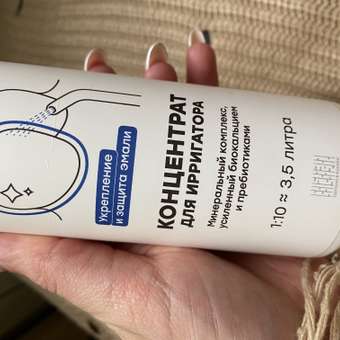 Укрепление
и защита эмали
КОНЦЕНТРАТ
ДЛЯ ИРРИГАТОРА
Минеральный комплекс,
усиленный биокальцием
и пребиотиками
1:10 ≈ 3,5 литра